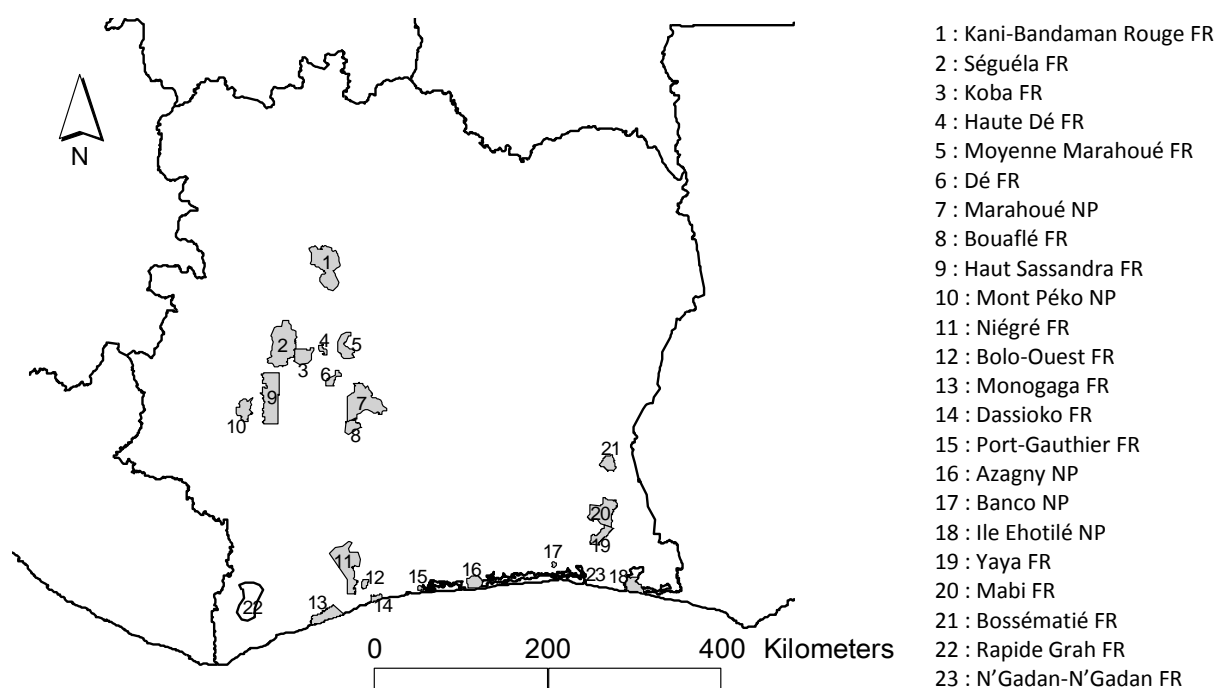 N
1
2
3
4
5
6
7
8
9
10
11
12
13
14
15
16
17
18
19
20
21
22
23
0 200 400 Kilometers
1 : Kani-Bandaman Rouge FR
2 : Séguéla FR
3 : Koba FR
4 : Haute Dé FR
5 : Moyenne Marahoué FR
6 : Dé FR
7 : Marahoué NP
8 : Bouaflé FR
9 : Haut Sassandra FR
10 : Mont Péko NP
11 : Niégré FR
12 : Bolo-Ouest FR
13 : Monogaga FR
14 : Dassioko FR
15 : Port-Gauthier FR
16 : Azagny NP
17 : Banco NP
18 : Ile Ehotilé NP
19 : Yaya FR
20 : Mabi FR
21 : Bossématié FR
22 : Rapide Grah FR
23 : N’Gadan-N’Gadan FR